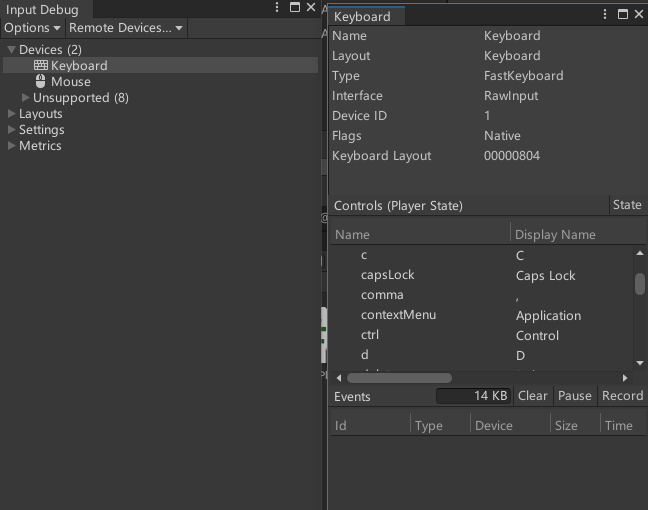 Input Debug
Options Remote Devices...
Devices (2)
Keyboard
Mouse
Unsupported (8)
Layouts
Settings
Metrics
Keyboard
Name Keyboard
Layout Keyboard
Type FastKeyboard
Interface RawInput
Device ID 1
Flags Native
Keyboard Layout 00000804
Controls (Player State) State
Name Display Name
c C
capsLock Caps Lock
comma ,
contextMenu Application
ctrl Control
d D
Events 14 KB Clear Pause Record
Id Type Device Size Time